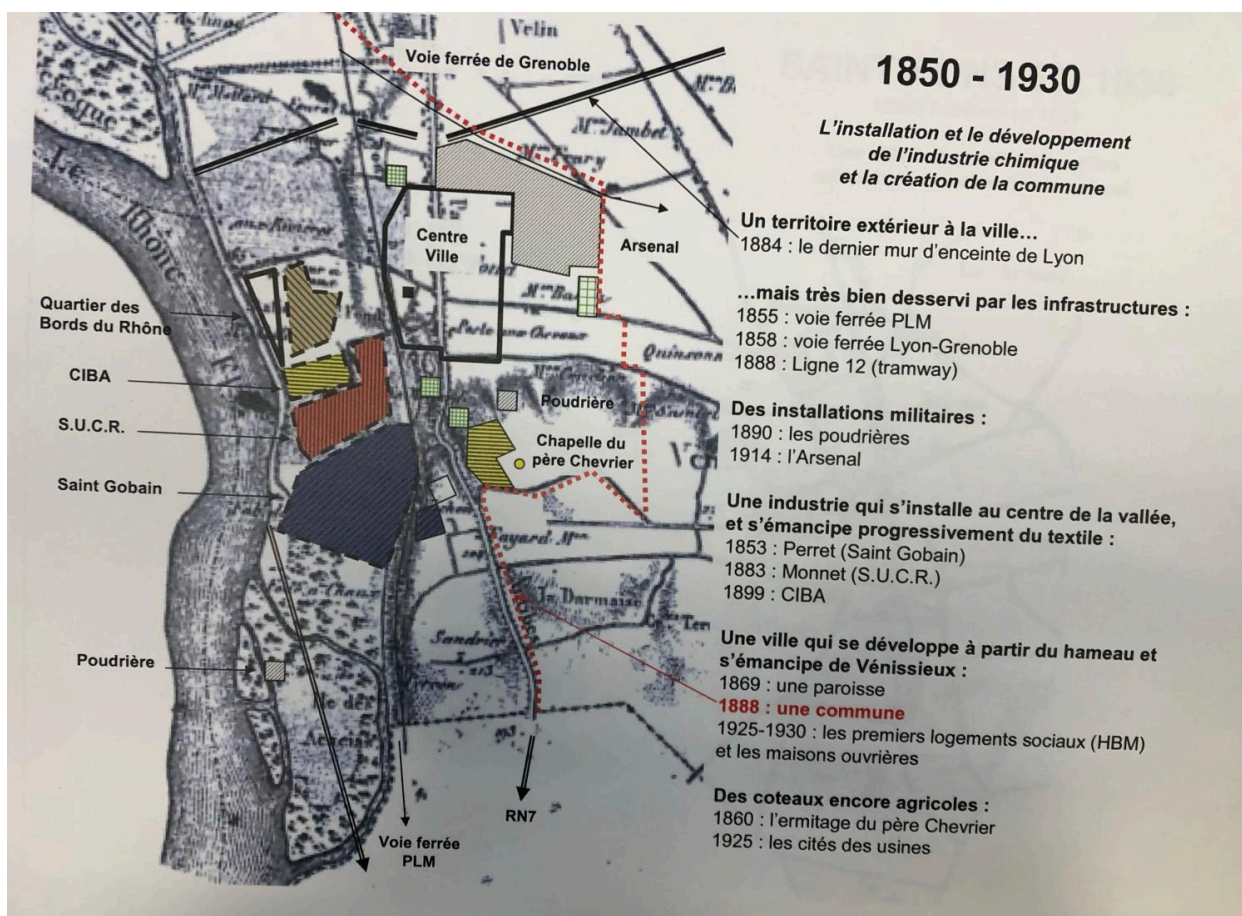 Velin
Voie ferrée de Grenoble
1850 - 1930
L'installation et le développement
de l'industrie chimique
et la création de la commune
Le
Rhône
Centre
Ville
Arsenal
Un territoire extérieur à la ville…
1884 : le dernier mur d'enceinte de Lyon
Quartier des
Bords du Rhône
…mais très bien desservi par les infrastructures :
1855 : voie ferrée PLM
1858 : voie ferrée Lyon-Grenoble
1888 : Ligne 12 (tramway)
CIBA
S.U.C.R.
Poudrière
Chapelle du
père Chevrier
Des installations militaires :
1890 : les poudrières
1914 : l'Arsenal
Saint Gobain
Une industrie qui s'installe au centre de la vallée,
et s'émancipe progressivement du textile :
1853 : Perret (Saint Gobain)
1883 : Monnet (S.U.C.R.)
1899 : CIBA
Poudrière
Une ville qui se développe à partir du hameau et
s'émancipe de Vénissieux :
1869 : une paroisse
1888 : une commune
1925-1930 : les premiers logements sociaux (HBM)
et les maisons ouvrières
Des coteaux encore agricoles :
1860 : l'ermitage du père Chevrier
1925 : les cités des usines
RN7
Voie ferrée
PLM